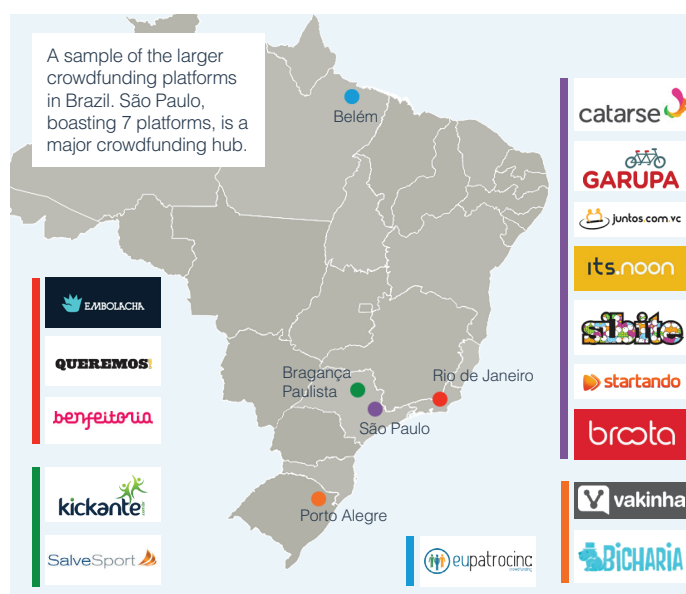 A sample of the larger
crowdfunding platforms
in Brazil. São Paulo,
boasting 7 platforms, is a
major crowdfunding hub.
Belém
Bragança
Paulista
Rio de Janeiro
São Paulo
Porto Alegre
EMBOLACHA
QUEREMOS!
benfeitoria
kickante
SalveSport
eupatrocinc
catarse
GARUPA
juntos.com.vc
its.noon
sibite
startando
broota
vakinha
BICHARIA